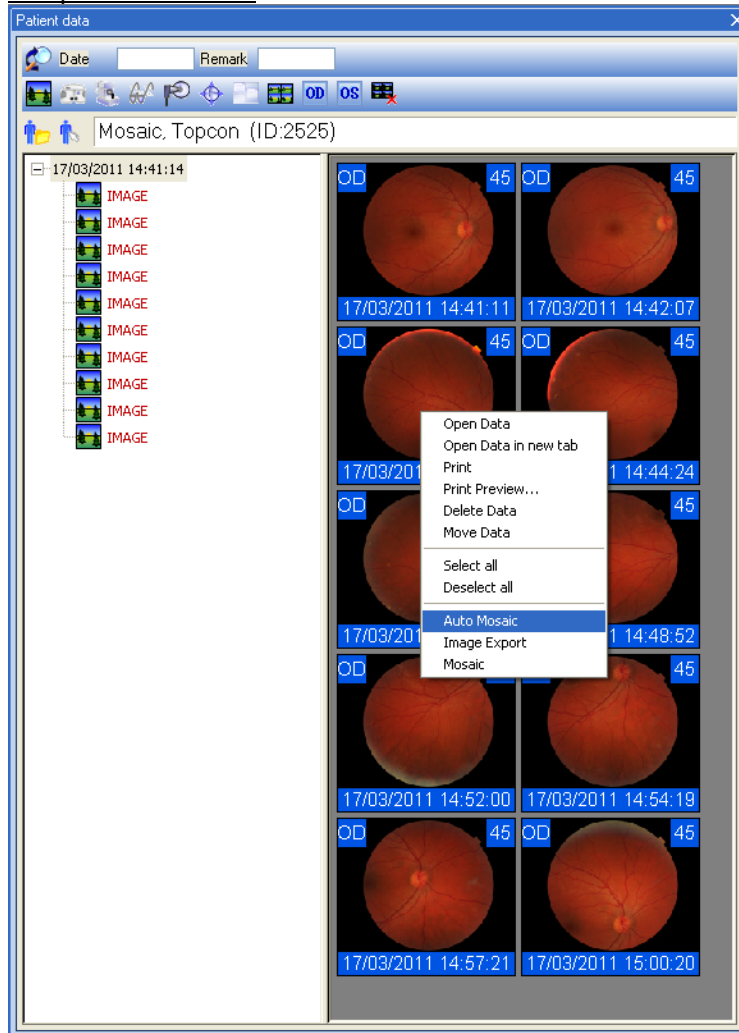 Patient data
Date Remark
OD OS
Mosaic, Topcon (ID:2525)
17/03/2011 14:41:14
IMAGE
IMAGE
IMAGE
IMAGE
IMAGE
IMAGE
IMAGE
IMAGE
IMAGE
IMAGE
OD 45 OD 45
17/03/2011 14:41:11 17/03/2011 14:42:07
OD 45 OD 45
17/03/201 1 14:44:24
OD 45
17/03/201 14:48:52
Open Data
Open Data in new tab
Print
Print Preview...
Delete Data
Move Data
Select all
Deselect all
Auto Mosaic
Image Export
Mosaic
OD 45
17/03/2011 14:52:00 17/03/2011 14:54:19
OD 45 OD 45
17/03/2011 14:57:21 17/03/2011 15:00:20